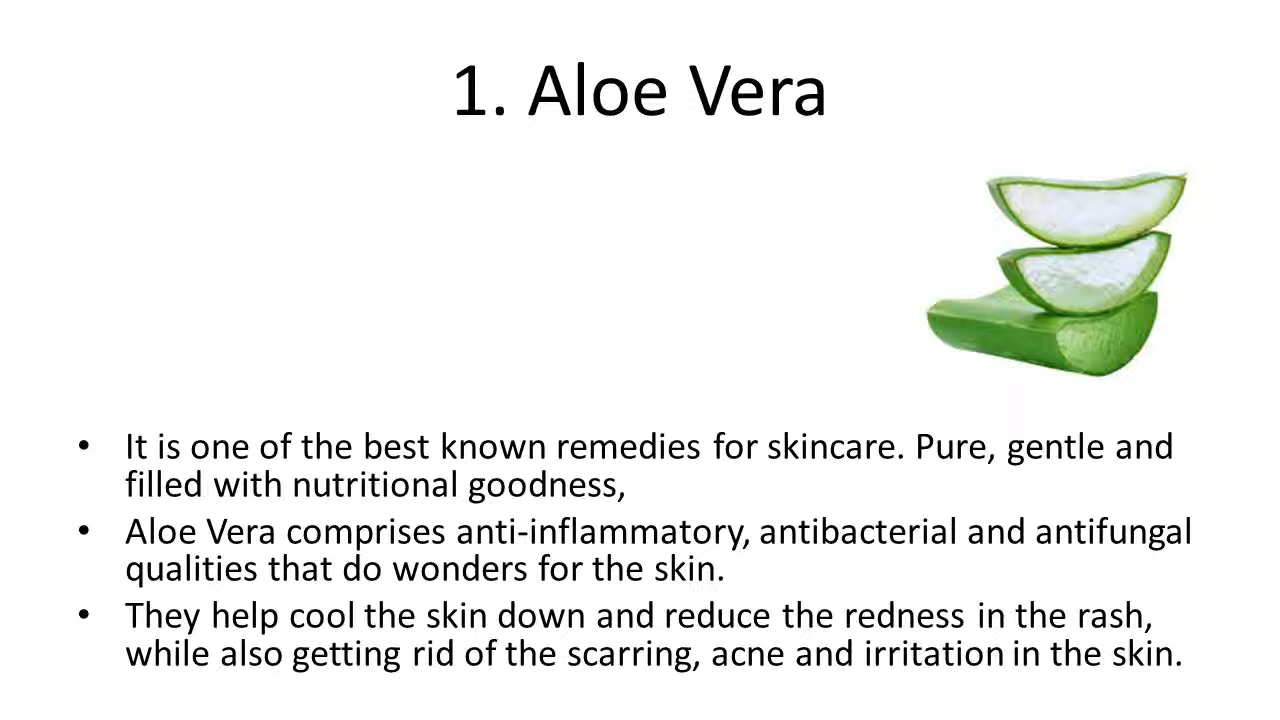 1. Aloe Vera
• It is one of the best known remedies for skincare. Pure, gentle and
filled with nutritional goodness,
• Aloe Vera comprises anti-inflammatory, antibacterial and antifungal
qualities that do wonders for the skin.
• They help cool the skin down and reduce the redness in the rash,
while also getting rid of the scarring, acne and irritation in the skin.